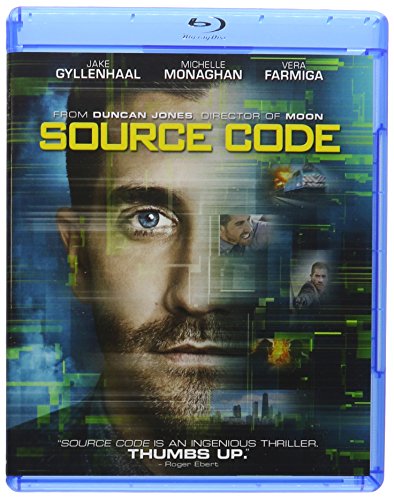 Blu-ray Disc
JAKE MICHELLE VERA
GYLLENHAAL MONAGHAN FARMIGA
FROM DUNCAN JONES, DIRECTOR OF MOON
SOURCE CODE
"SOURCE CODE IS AN INGENIOUS THRILLER.
THUMBS UP."
– Roger Ebert